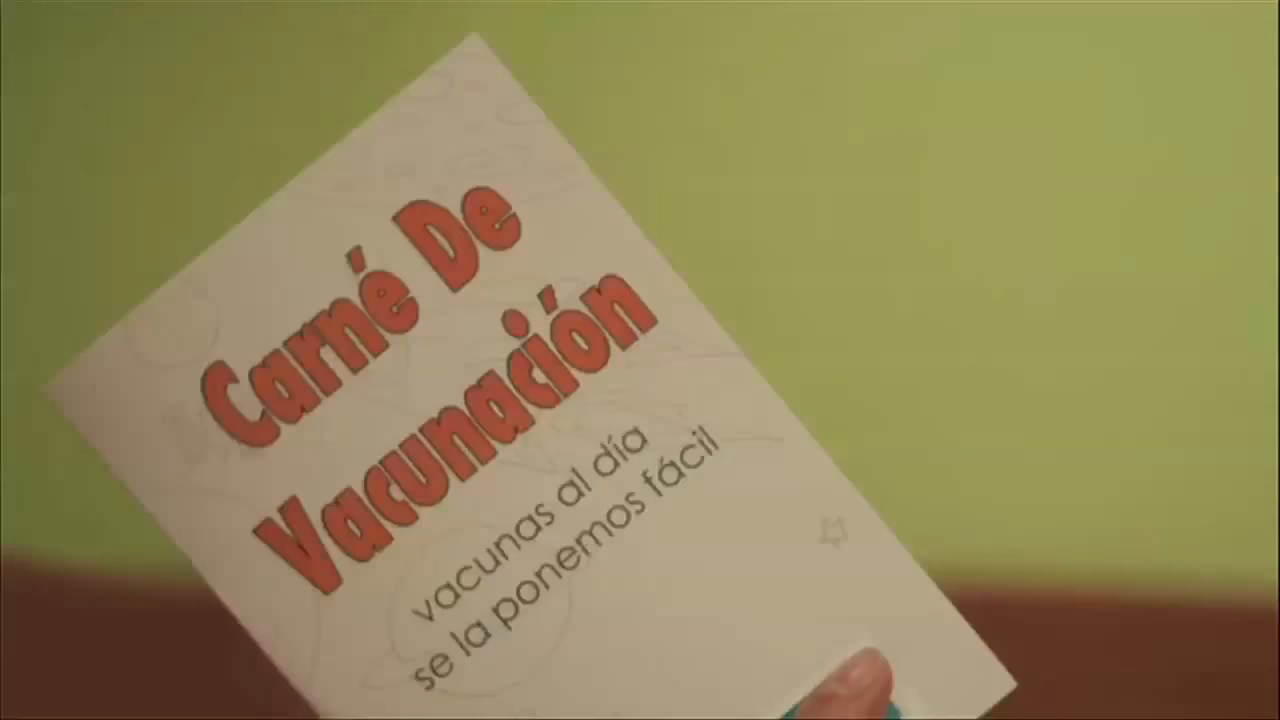 Carné De
Vacunación
vacunas al día
se la ponemos fácil